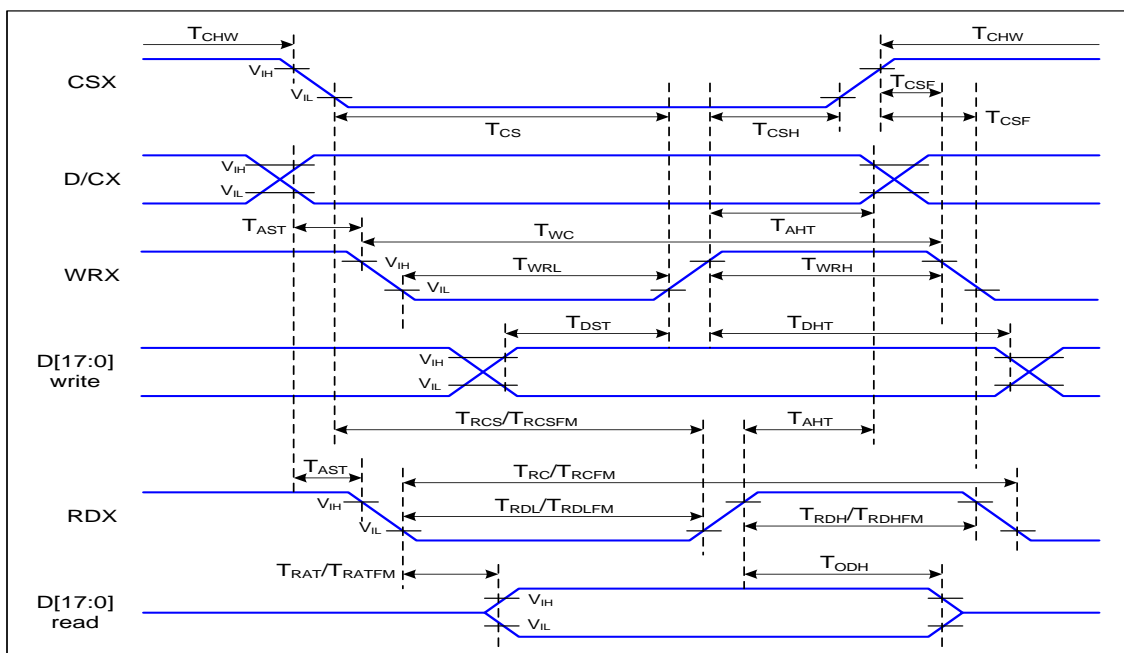 TCHW TCHW
VIH
CSX
VIL
TCSF
TCSF
TCS TCSH
VIH
D/CX
VIL
TAST TWC TAHT
VIH
WRX TWRL TWRH
VIL
TDST TDHT
D[17:0]
write
VIH
VIL
TRCS/TRCSFM TAHT
TAST TRC/TRCFM
VIH
RDX
VIL
TRDL/TRDLFM TRDH/TRDHFM
TRAT/TRATFM TODH
D[17:0]
read
VIH
VIL